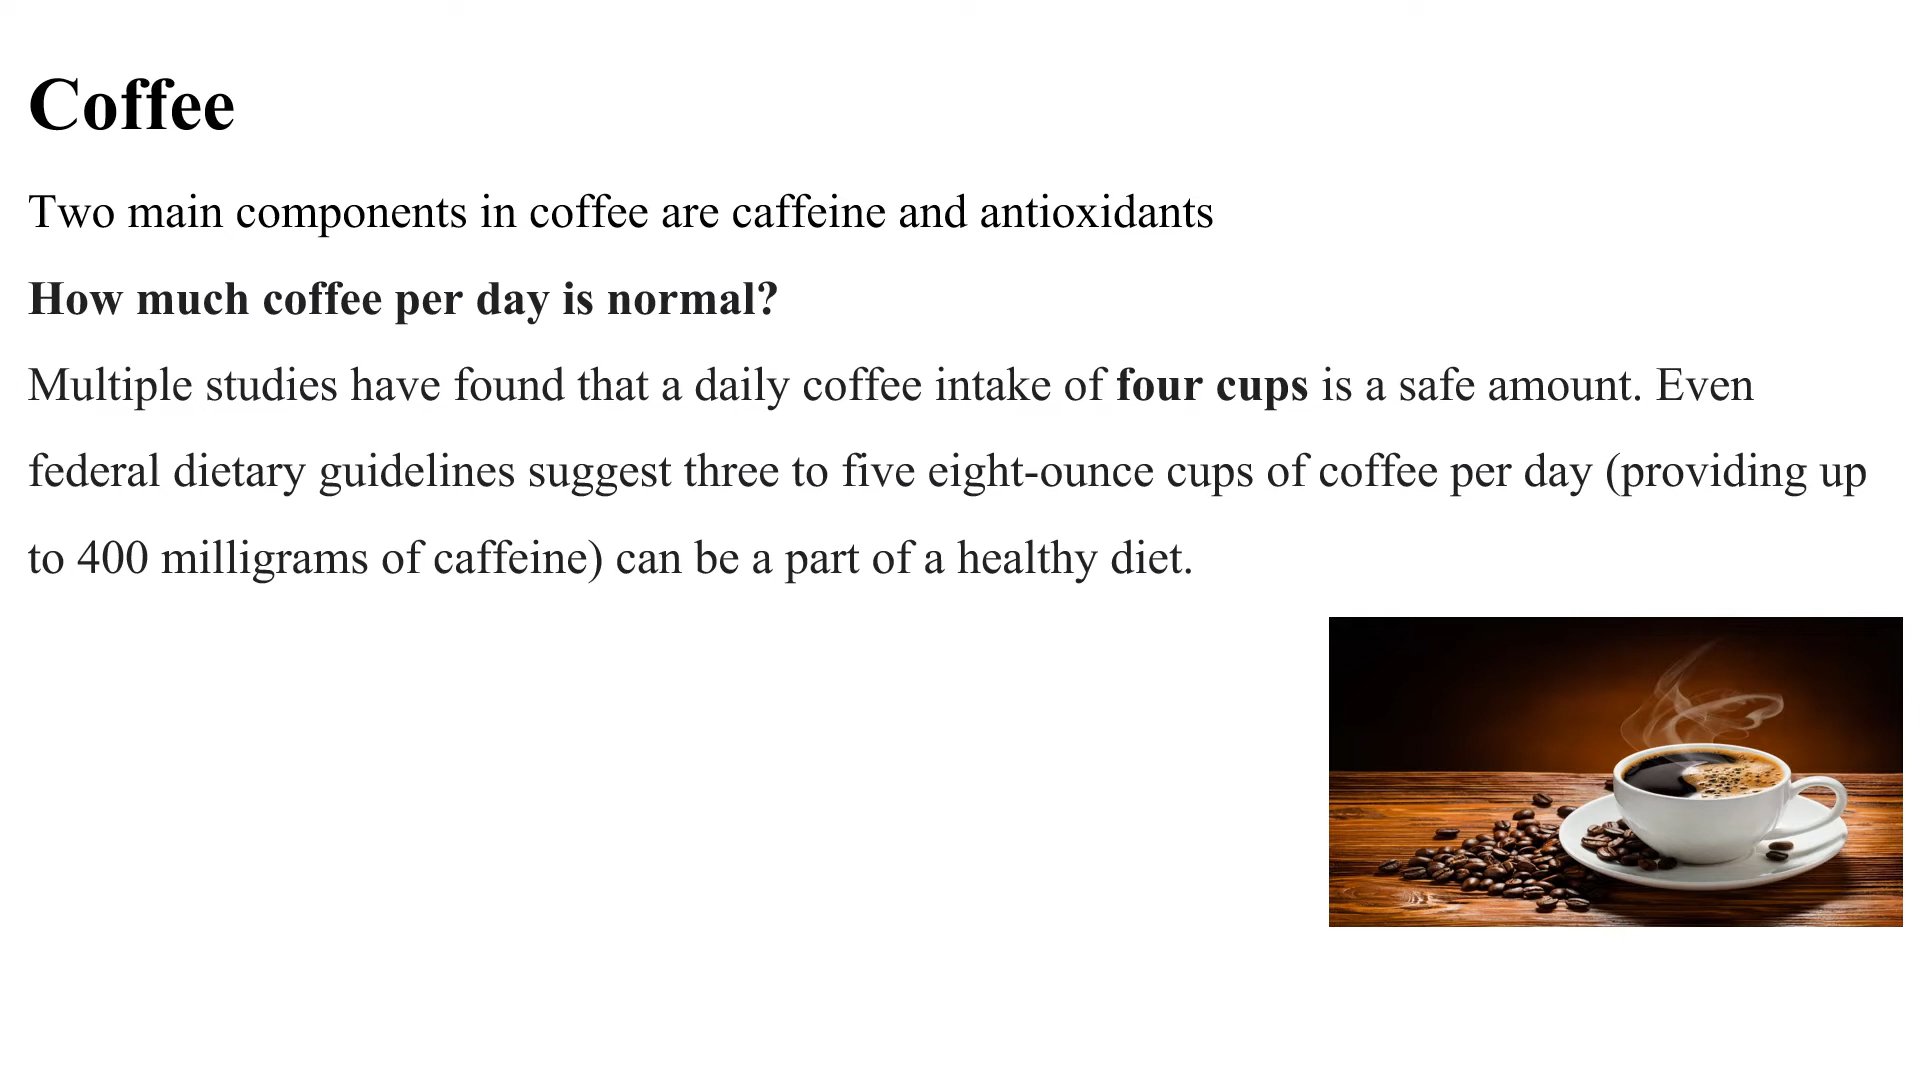 Coffee
Two main components in coffee are caffeine and antioxidants
How much coffee per day is normal?
Multiple studies have found that a daily coffee intake of four cups is a safe amount. Even
federal dietary guidelines suggest three to five eight-ounce cups of coffee per day (providing up
to 400 milligrams of caffeine) can be a part of a healthy diet.